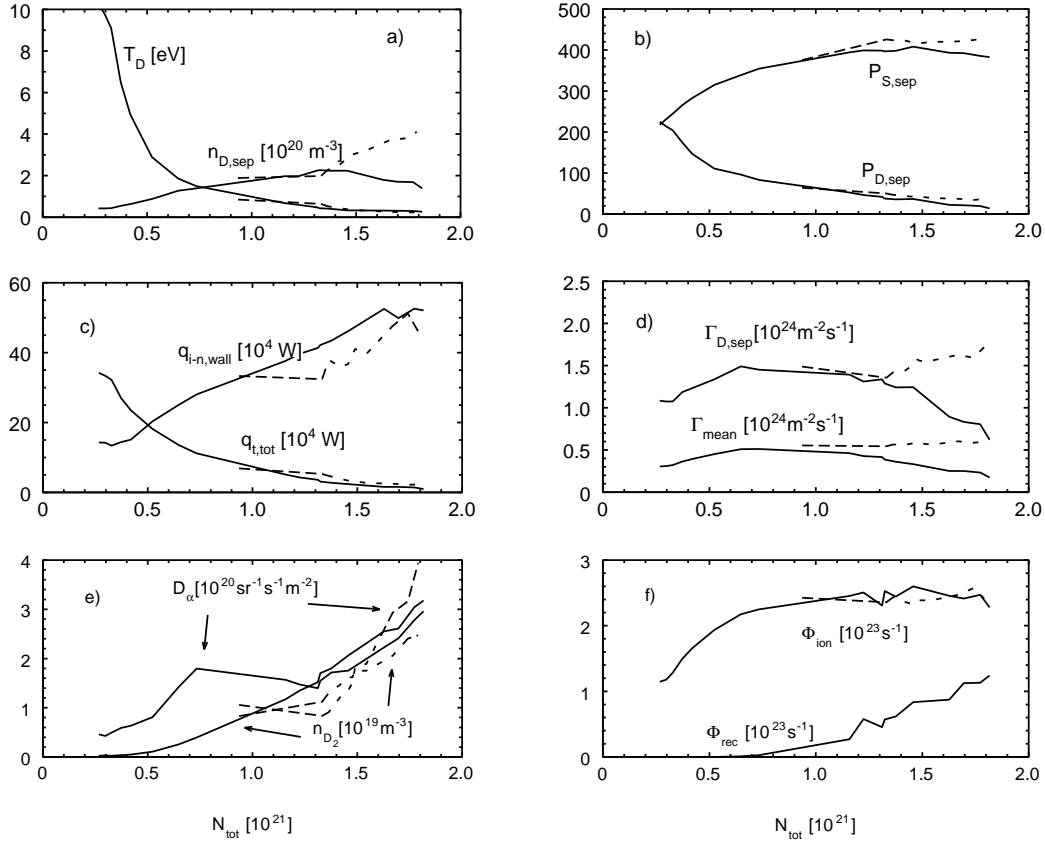 10
8
6
4
2
0
T_D [eV]
a)
n_D,sep [10^20 m^-3]
0 0.5 1.0 1.5 2.0
500
400
300
200
100
0
b)
P_S,sep
P_D,sep
0 0.5 1.0 1.5 2.0
60
40
20
0
c)
q_i-n,wall [10^4 W]
q_t,tot [10^4 W]
0 0.5 1.0 1.5 2.0
2.5
2.0
1.5
1.0
0.5
0
d)
Γ_D,sep [10^24 m^-2 s^-1]
Γ_mean [10^24 m^-2 s^-1]
0 0.5 1.0 1.5 2.0
4
3
2
1
0
e)
D_α [10^20 sr^-1 s^-1 m^-2]
n_D_2 [10^19 m^-3]
0 0.5 1.0 1.5 2.0
N_tot [10^21]
3
2
1
0
f)
Φ_ion [10^23 s^-1]
Φ_rec [10^23 s^-1]
0 0.5 1.0 1.5 2.0
N_tot [10^21]